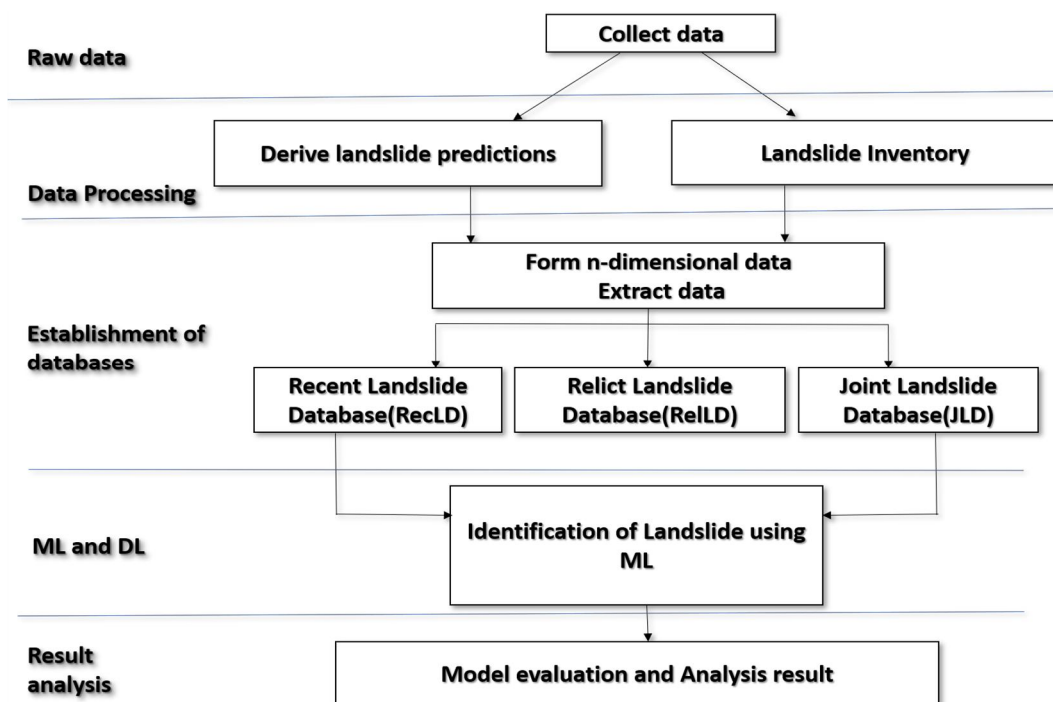 Collect data
Raw data
Derive landslide predictions
Landslide Inventory
Data Processing
Form n-dimensional data
Extract data
Establishment of
databases
Recent Landslide
Database(RecLD)
Relict Landslide
Database(RelLD)
Joint Landslide
Database(JLD)
ML and DL
Identification of Landslide using
ML
Result
analysis
Model evaluation and Analysis result